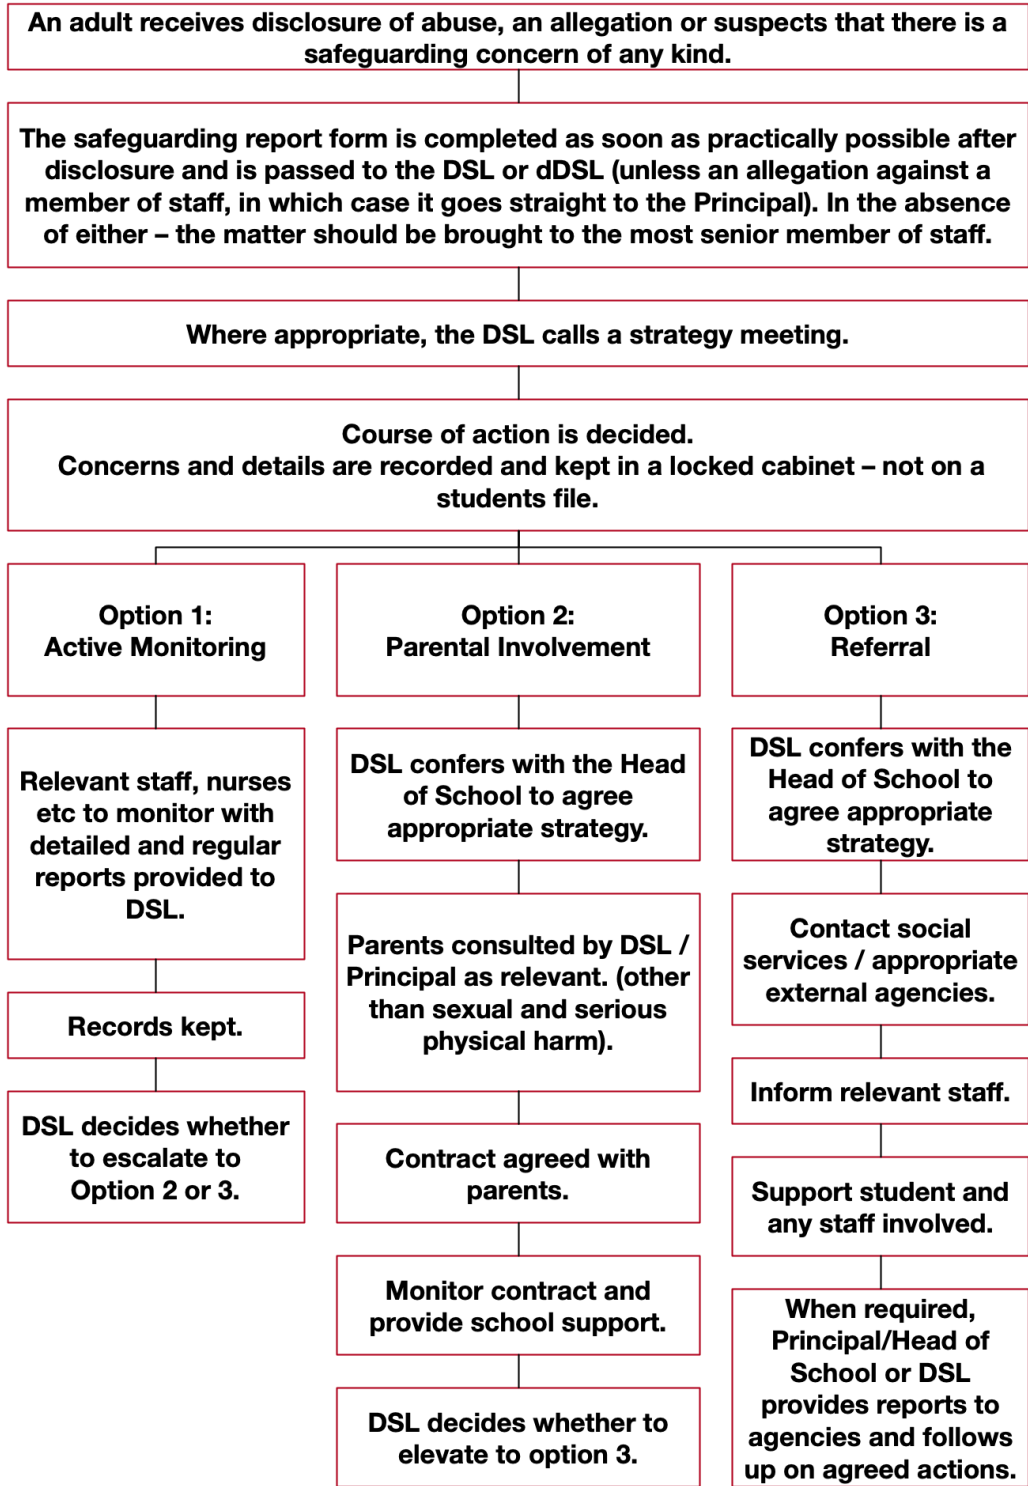 An adult receives disclosure of abuse, an allegation or suspects that there is a
safeguarding concern of any kind.
The safeguarding report form is completed as soon as practically possible after
disclosure and is passed to the DSL or dDSL (unless an allegation against a
member of staff, in which case it goes straight to the Principal). In the absence
of either – the matter should be brought to the most senior member of staff.
Where appropriate, the DSL calls a strategy meeting.
Course of action is decided.
Concerns and details are recorded and kept in a locked cabinet – not on a
students file.
Option 1:
Active Monitoring
Relevant staff, nurses
etc to monitor with
detailed and regular
reports provided to
DSL.
Records kept.
DSL decides whether
to escalate to
Option 2 or 3.
Option 2:
Parental Involvement
DSL confers with the Head
of School to agree
appropriate strategy.
Parents consulted by DSL /
Principal as relevant. (other
than sexual and serious
physical harm).
Contract agreed with
parents.
Monitor contract and
provide school support.
DSL decides whether to
elevate to option 3.
Option 3:
Referral
DSL confers with the
Head of School to
agree appropriate
strategy.
Contact social
services / appropriate
external agencies.
Inform relevant staff.
Support student and
any staff involved.
When required,
Principal/Head of
School or DSL
provides reports to
agencies and follows
up on agreed actions.